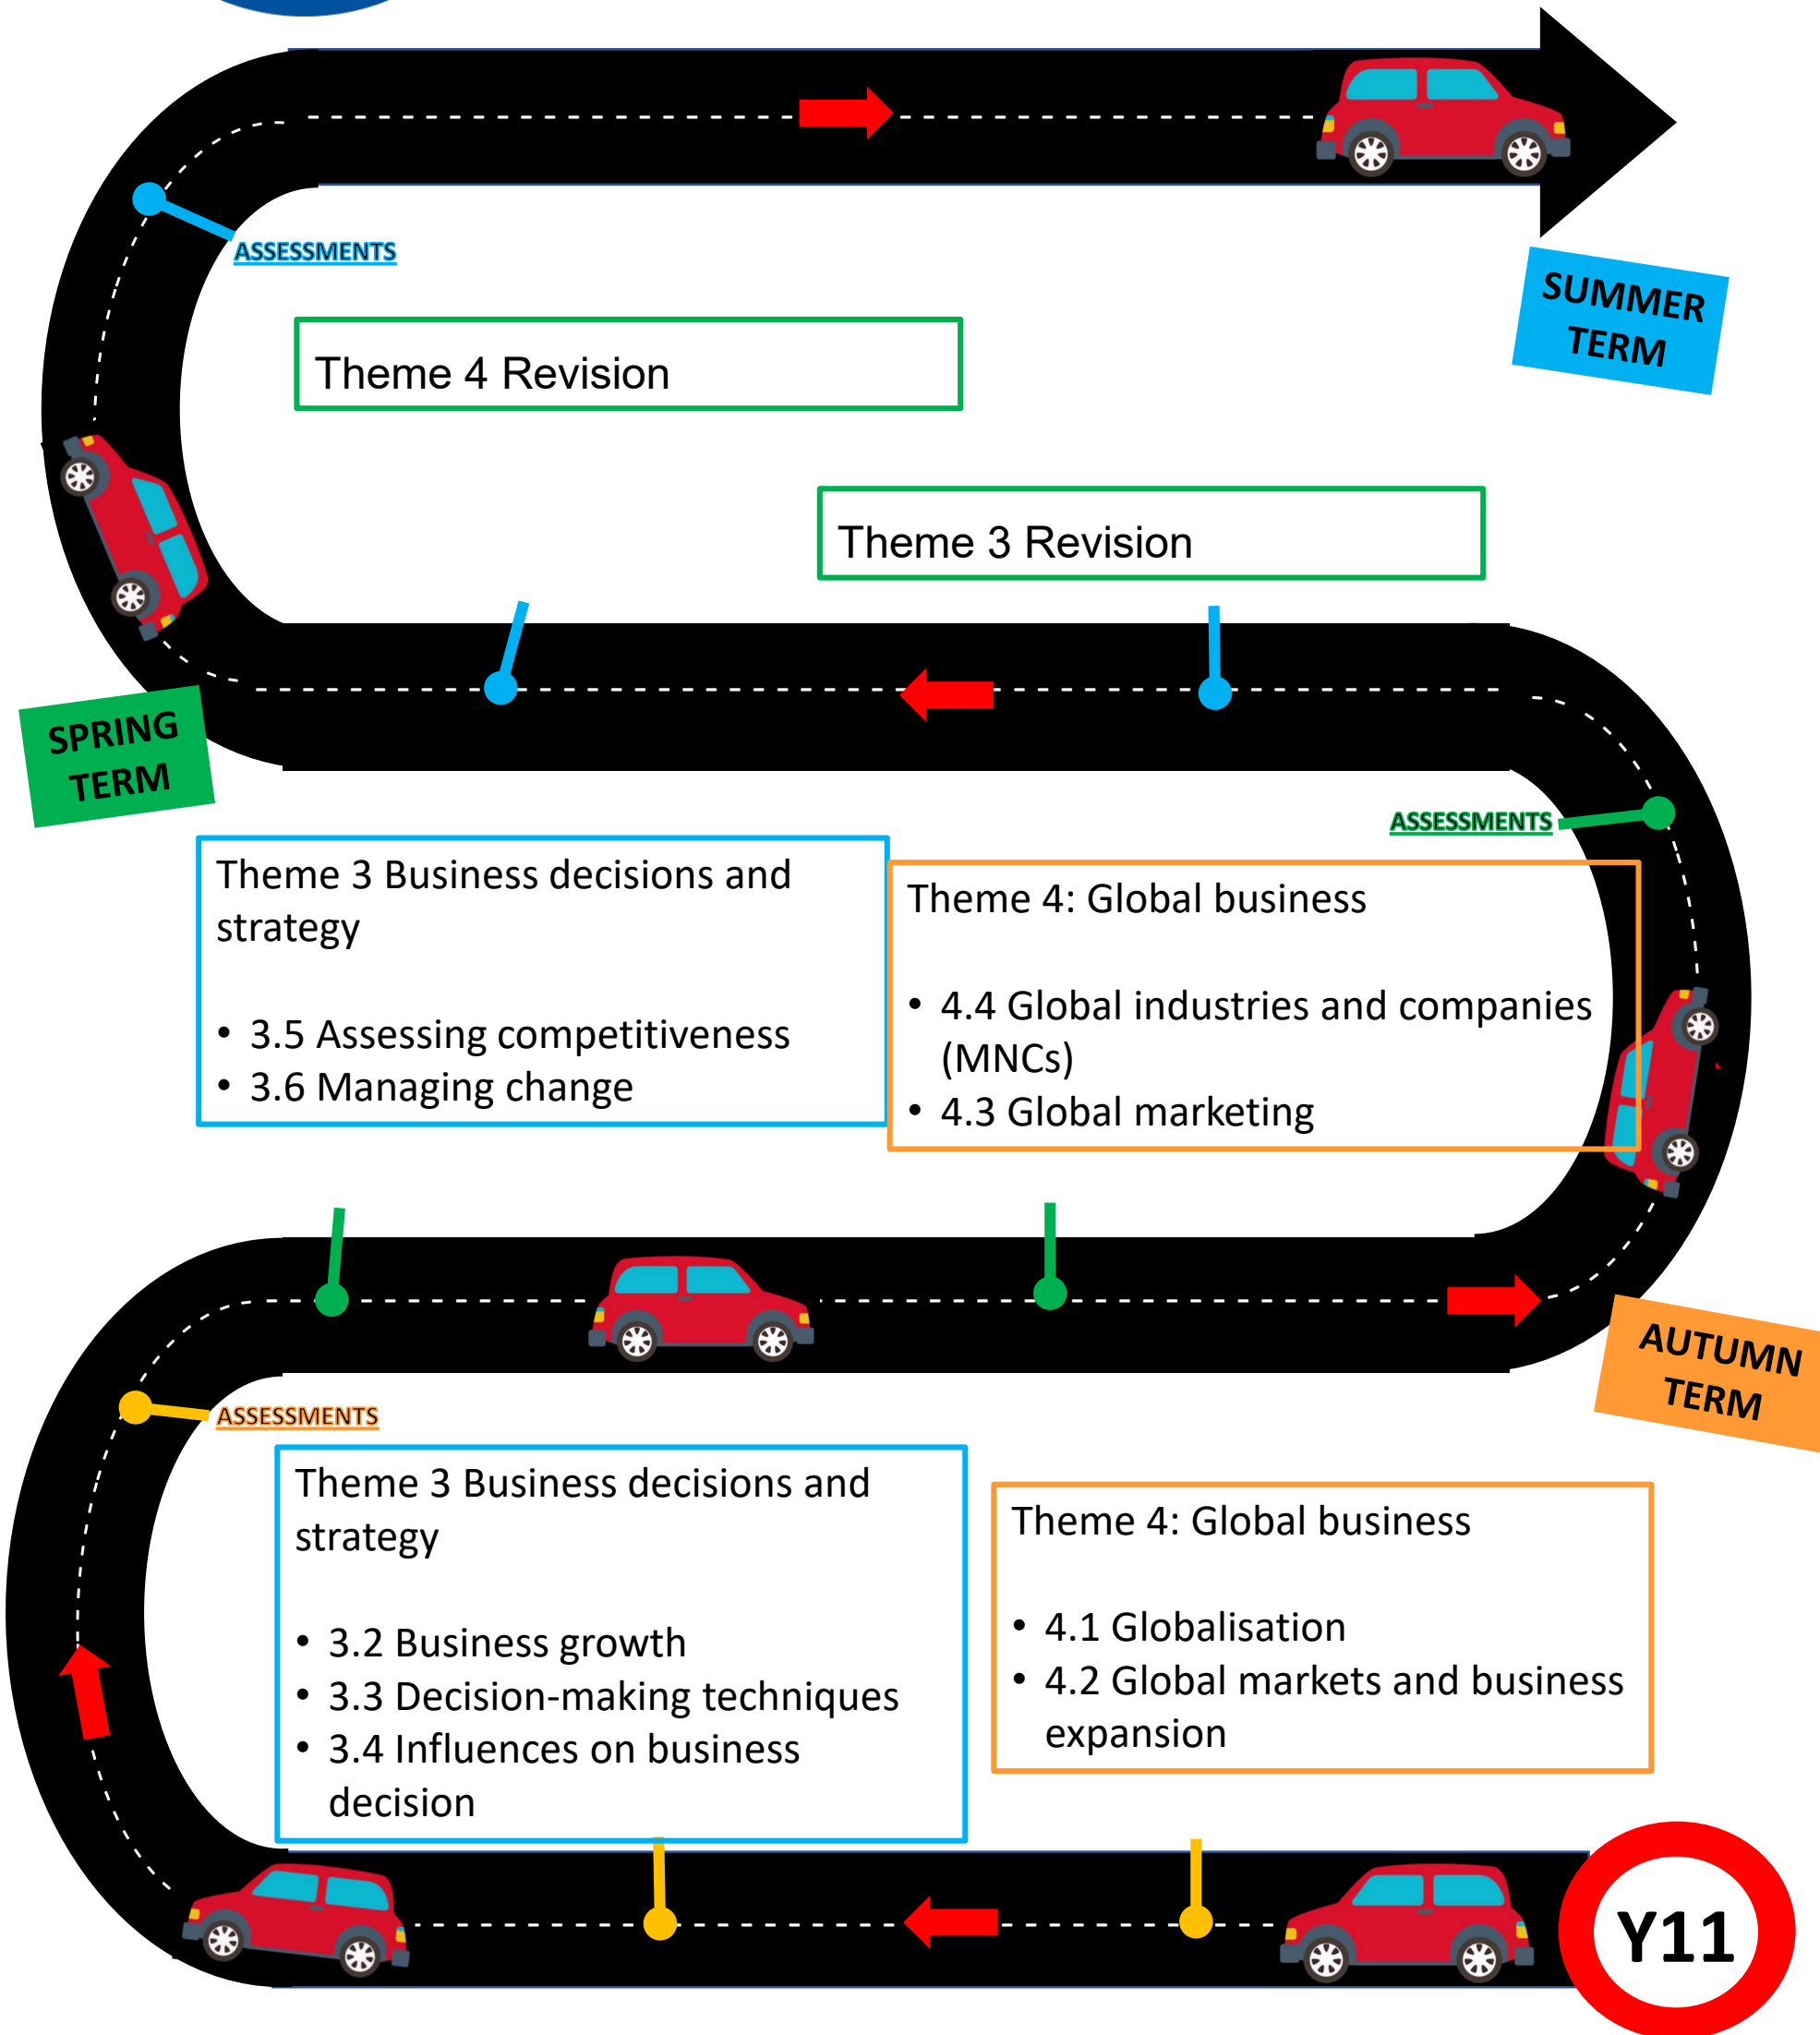 ASSESSMENTS
SUMMER
TERM
Theme 4 Revision
Theme 3 Revision
SPRING
TERM
ASSESSMENTS
Theme 3 Business decisions and
strategy
• 3.5 Assessing competitiveness
• 3.6 Managing change
Theme 4: Global business
• 4.4 Global industries and companies
(MNCs)
• 4.3 Global marketing
AUTUMN
TERM
ASSESSMENTS
Theme 3 Business decisions and
strategy
• 3.2 Business growth
• 3.3 Decision-making techniques
• 3.4 Influences on business
decision
Theme 4: Global business
• 4.1 Globalisation
• 4.2 Global markets and business
expansion
Y11